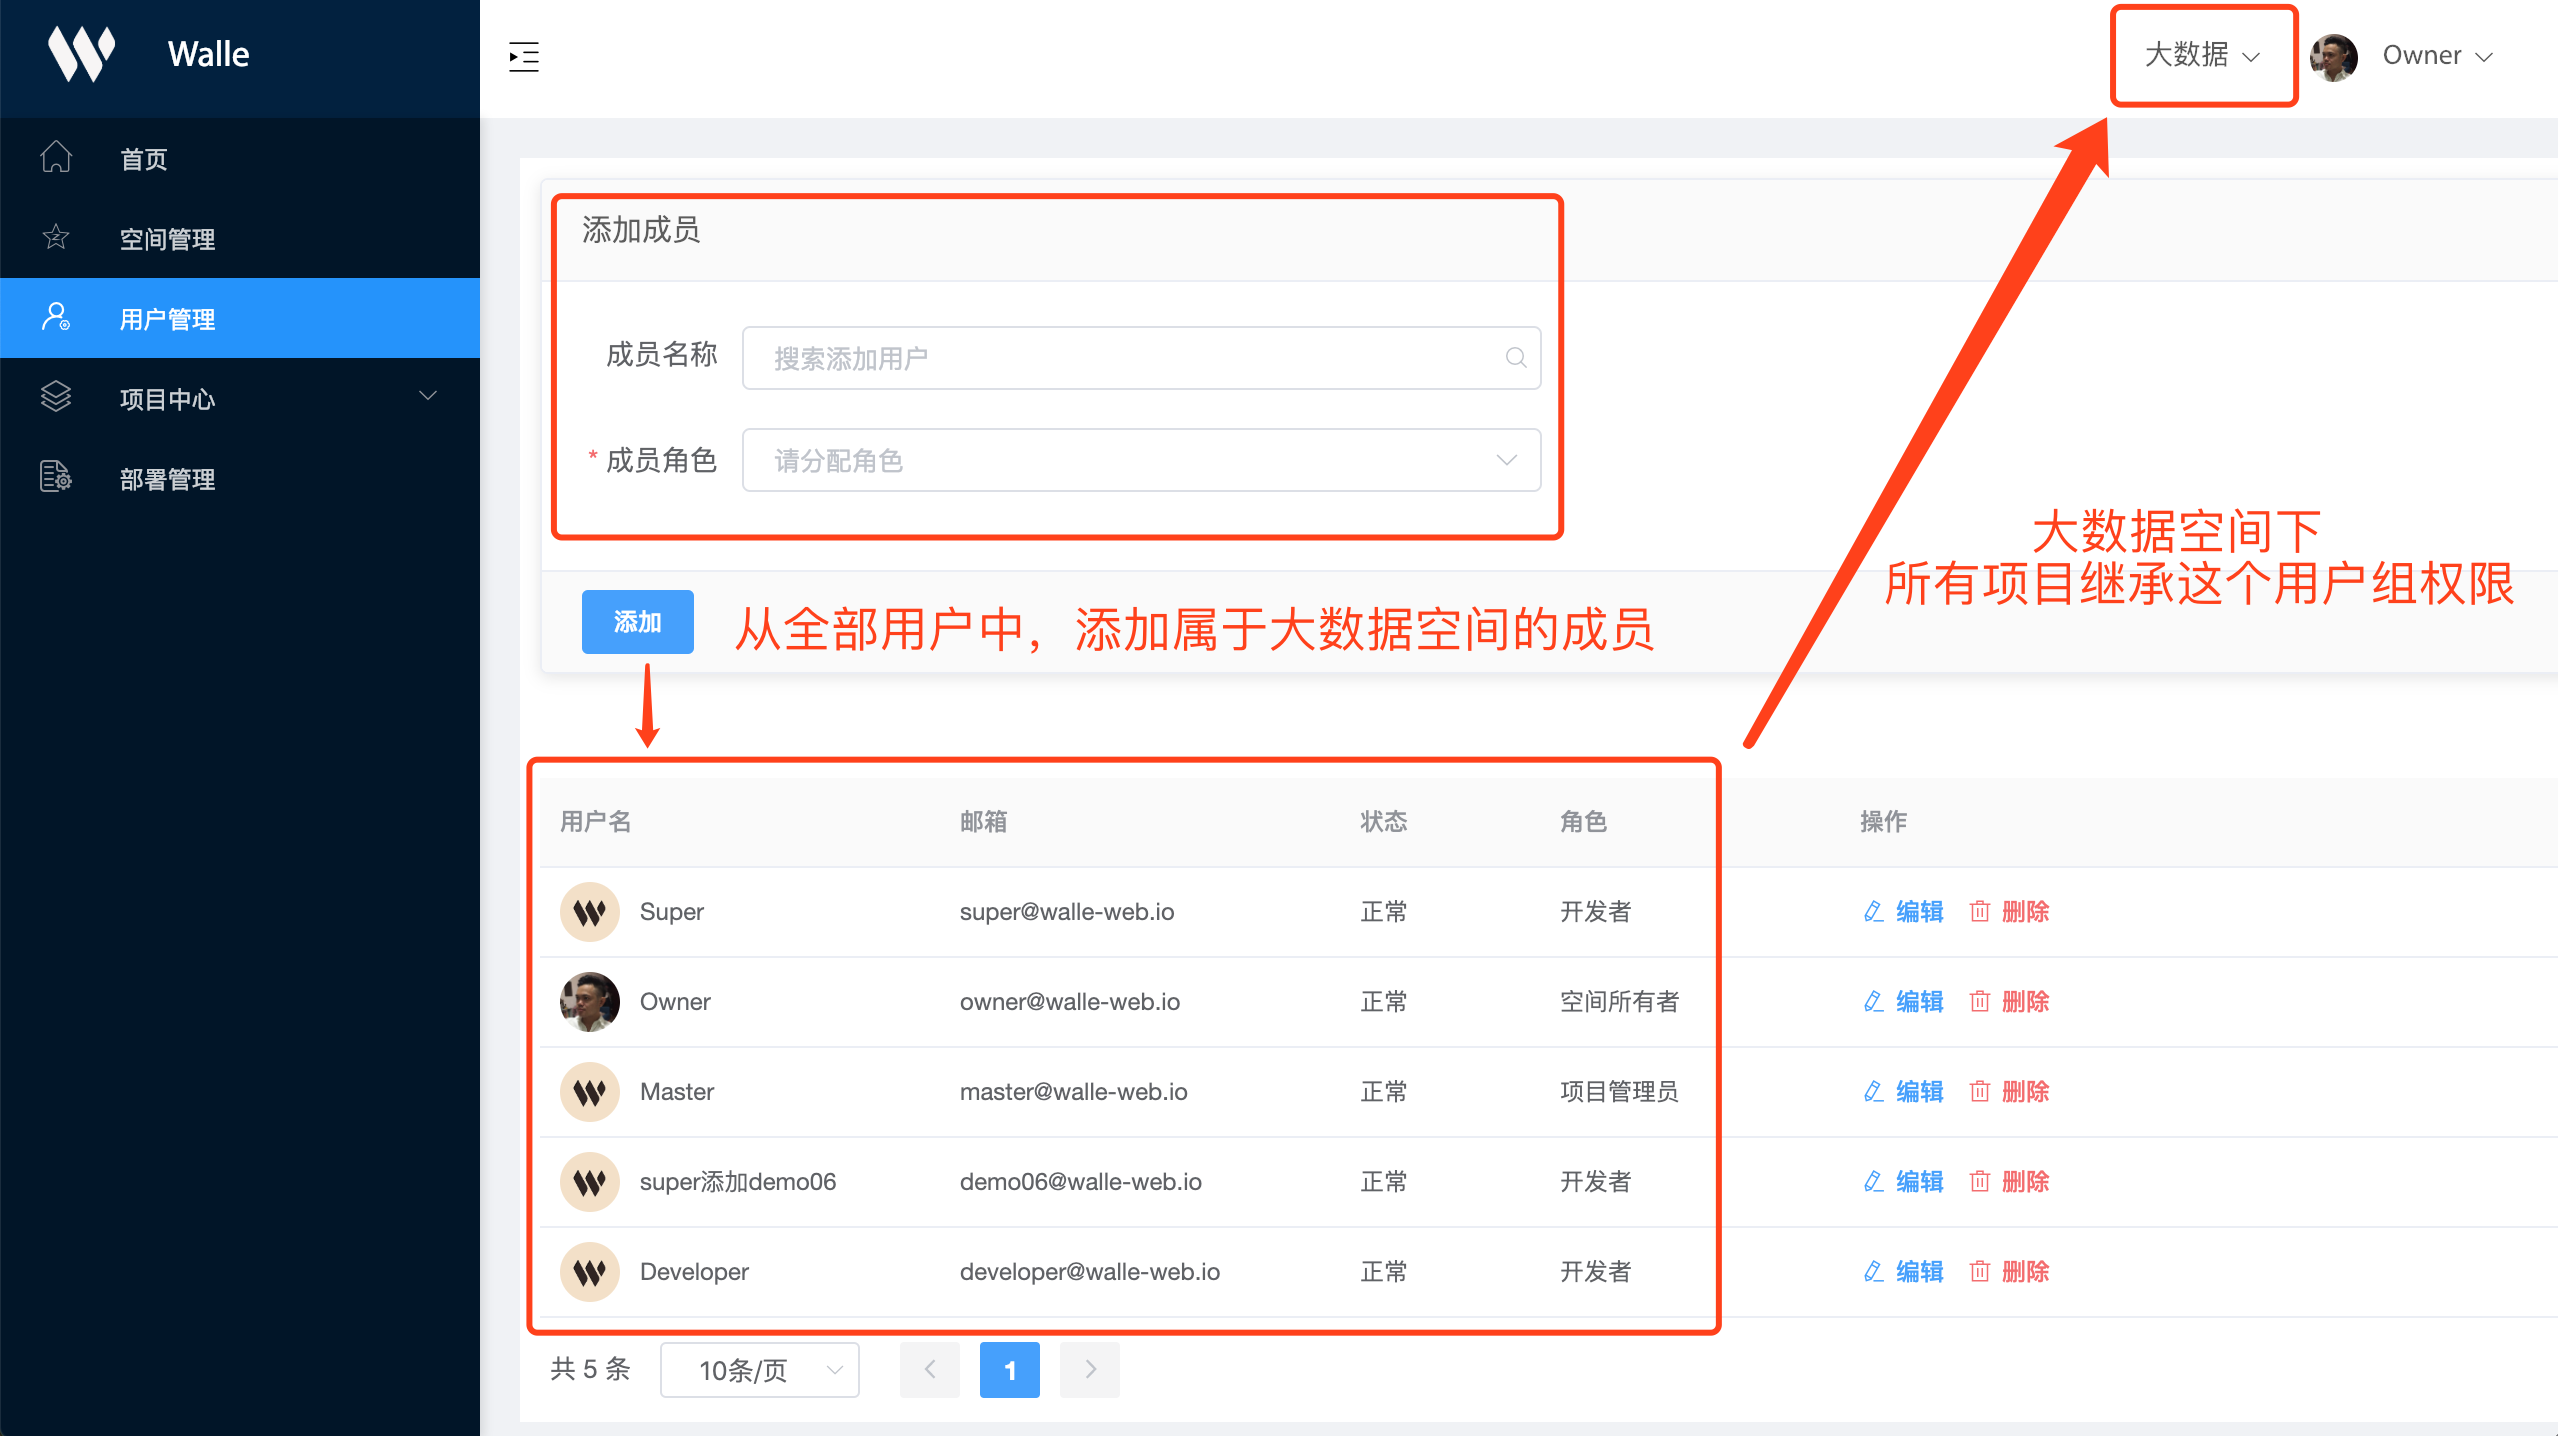 Walle
大数据
Owner
首页
空间管理
用户管理
项目中心
部署管理
添加成员
成员名称
搜索添加用户
* 成员角色
请分配角色
大数据空间下
所有项目继承这个用户组权限
添加
从全部用户中，添加属于大数据空间的成员
用户名 邮箱 状态 角色 操作
Super super@walle-web.io 正常 开发者 编辑 删除
Owner owner@walle-web.io 正常 空间所有者 编辑 删除
Master master@walle-web.io 正常 项目管理员 编辑 删除
super添加demo06 demo06@walle-web.io 正常 开发者 编辑 删除
Developer developer@walle-web.io 正常 开发者 编辑 删除
共 5 条 10条/页 1